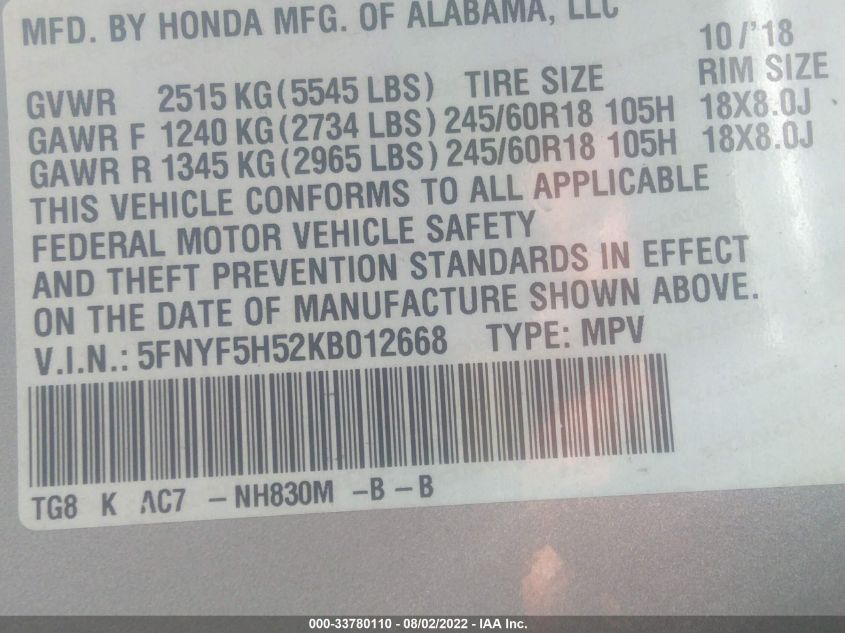 MFD. BY HONDA MFG. OF ALABAMA, LLC
10/'18
GVWR 2515 KG (5545 LBS) TIRE SIZE RIM SIZE
GAWR F 1240 KG (2734 LBS) 245/60R18 105H 18X8.0J
GAWR R 1345 KG (2965 LBS) 245/60R18 105H 18X8.0J
THIS VEHICLE CONFORMS TO ALL APPLICABLE
FEDERAL MOTOR VEHICLE SAFETY
AND THEFT PREVENTION STANDARDS IN EFFECT
ON THE DATE OF MANUFACTURE SHOWN ABOVE.
V.I.N.: 5FNYF5H52KB012668 TYPE: MPV
TG8 K AC7 -NH830M -B -B
000-33780110 - 08/02/2022 - IAA Inc.